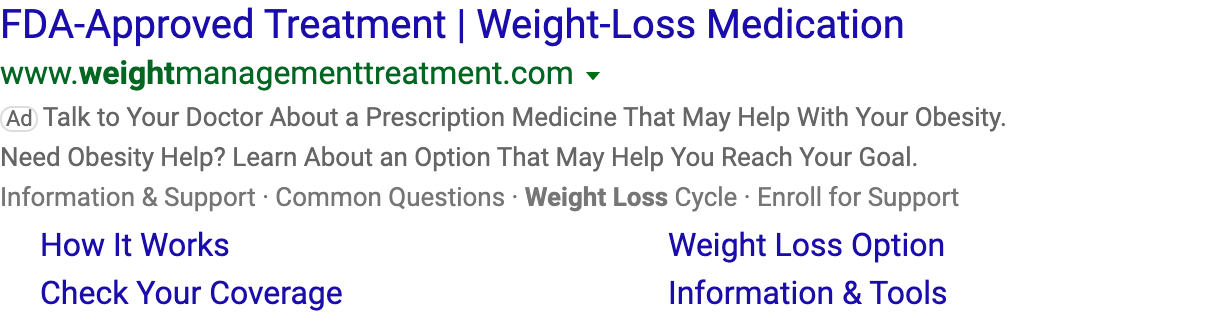 FDA-Approved Treatment | Weight-Loss Medication
www.weightmanagementtreatment.com
Ad Talk to Your Doctor About a Prescription Medicine That May Help With Your Obesity.
Need Obesity Help? Learn About an Option That May Help You Reach Your Goal.
Information & Support · Common Questions · Weight Loss Cycle · Enroll for Support
How It Works Weight Loss Option
Check Your Coverage Information & Tools